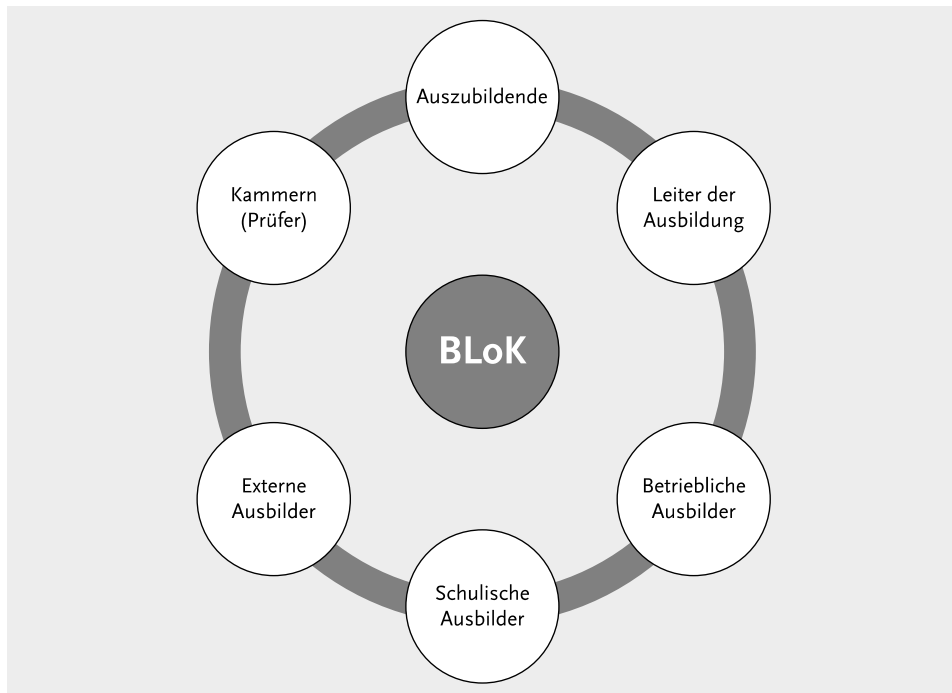 Auszubildende
Kammern
(Prüfer)
Leiter der
Ausbildung
BLoK
Externe
Ausbilder
Betriebliche
Ausbilder
Schulische
Ausbilder